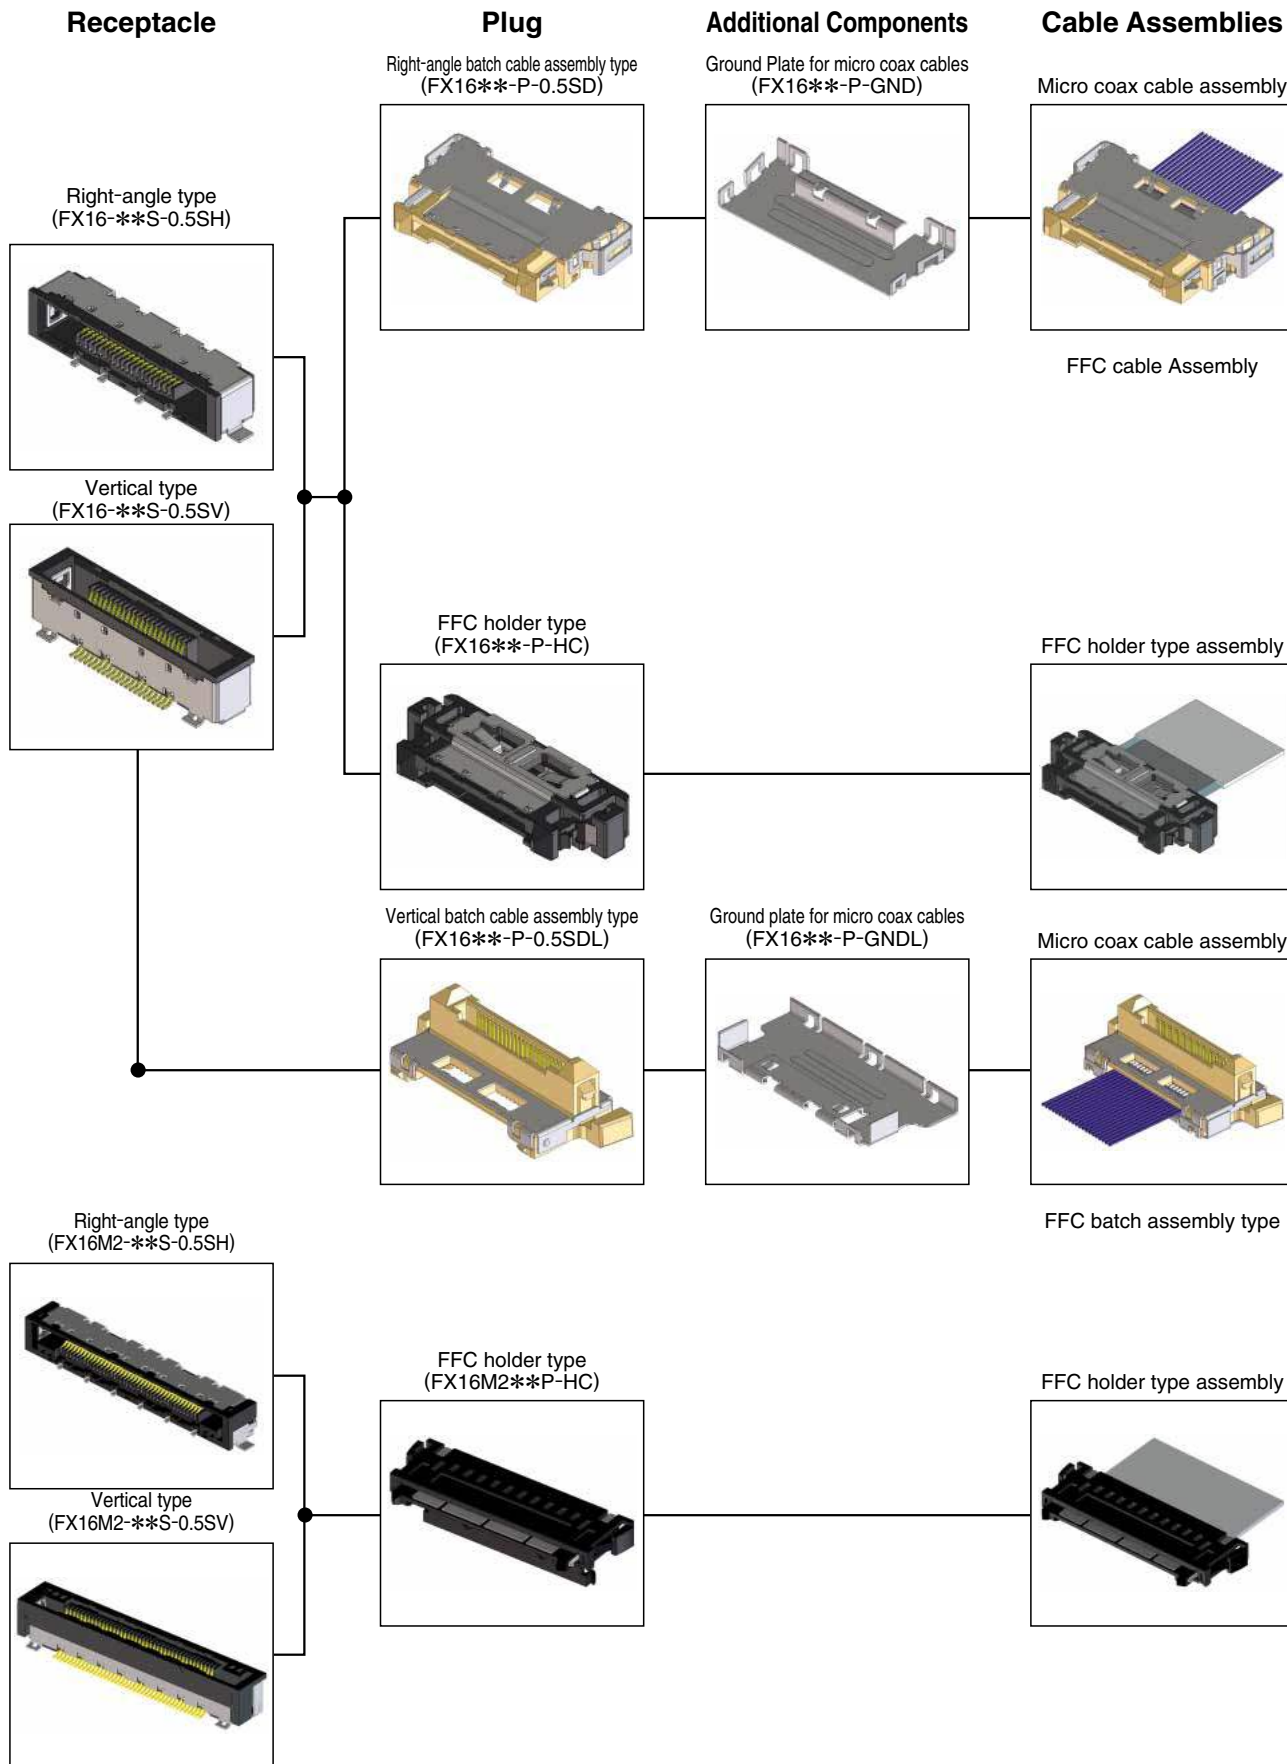 Receptacle
Plug
Additional Components
Cable Assemblies
Right-angle batch cable assembly type
(FX16**-P-0.5SD)
Ground Plate for micro coax cables
(FX16**-P-GND)
Micro coax cable assembly
Right-angle type
(FX16-**S-0.5SH)
FFC cable Assembly
Vertical type
(FX16-**S-0.5SV)
FFC holder type
(FX16**-P-HC)
FFC holder type assembly
Vertical batch cable assembly type
(FX16**-P-0.5SDL)
Ground plate for micro coax cables
(FX16**-P-GNDL)
Micro coax cable assembly
Right-angle type
(FX16M2-**S-0.5SH)
FFC batch assembly type
FFC holder type
(FX16M2**P-HC)
FFC holder type assembly
Vertical type
(FX16M2-**S-0.5SV)